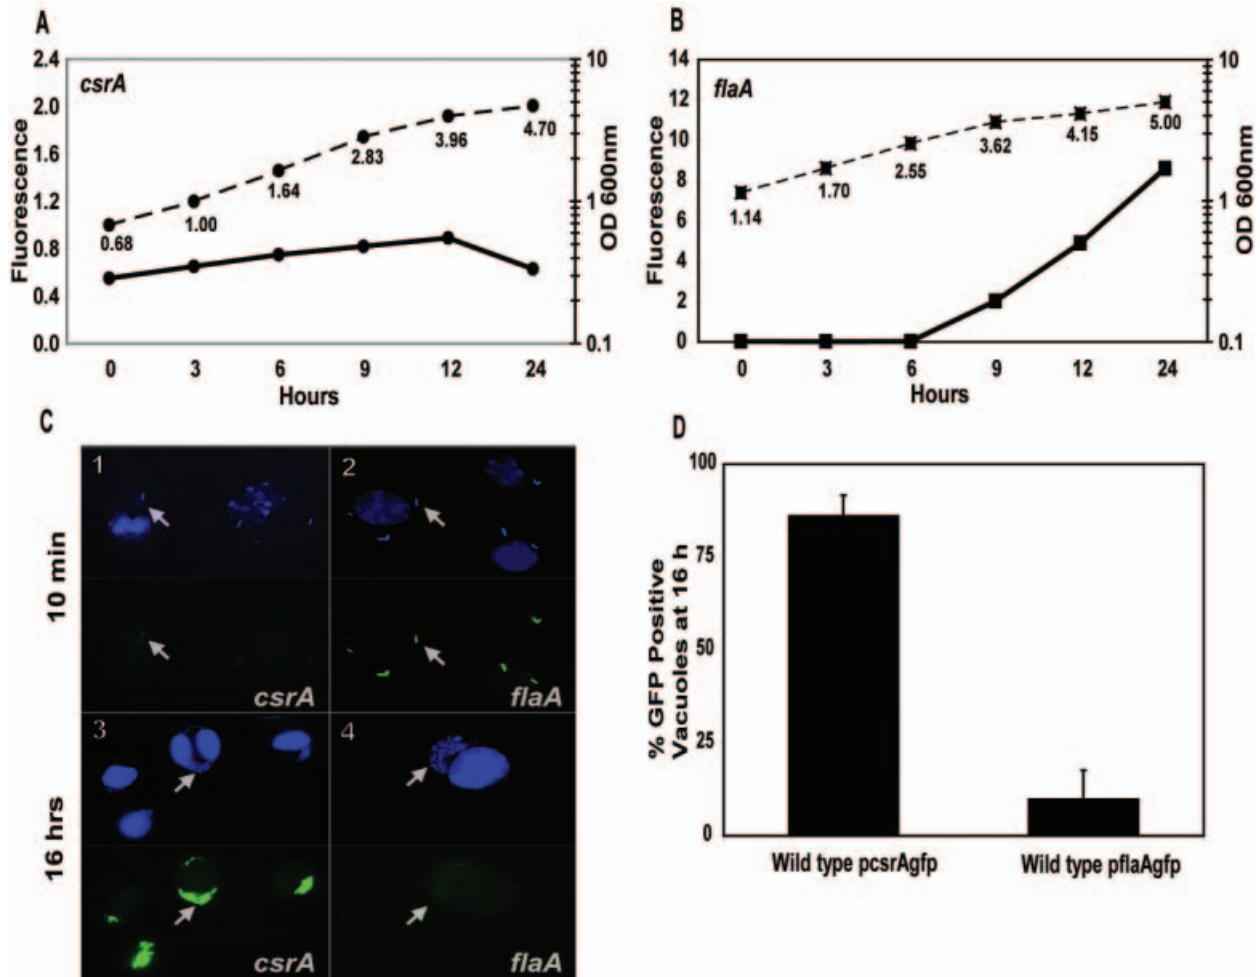 A
csrA
Fluorescence
2.4
2.0
1.6
1.2
0.8
0.4
0.0
0.68
1.00
1.64
2.83
3.96
4.70
10
1
0.1
OD 600nm
0 3 6 9 12 24
Hours
B
flaA
Fluorescence
14
12
10
8
6
4
2
0
1.14
1.70
2.55
3.62
4.15
5.00
10
1
0.1
OD 600nm
0 3 6 9 12 24
Hours
C
10 min
1
csrA
2
flaA
16 hrs
3
csrA
4
flaA
D
% GFP Positive
Vacuoles at 16 h
100
75
50
25
0
Wild type pcsrAgfp
Wild type pflaAgfp